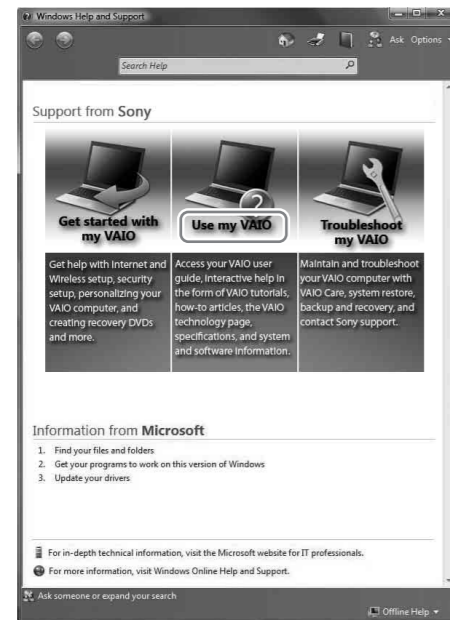 Windows Help and Support
Ask Options
Search Help
Support from Sony
Get started with
my VAIO
Get help with Internet and
Wireless setup, security
setup, personalizing your
VAIO computer, and
creating recovery DVDs
and more.
Use my VAIO
Access your VAIO user
guide, interactive help in
the form of VAIO tutorials,
how-to articles, the VAIO
technology page,
specifications, and system
and software information.
Troubleshoot
my VAIO
Maintain and troubleshoot
your VAIO computer with
VAIO Care, system restore,
backup and recovery, and
contact Sony support.
Information from Microsoft
1. Find your files and folders
2. Get your programs to work on this version of Windows
3. Update your drivers
For in-depth technical information, visit the Microsoft website for IT professionals.
For more information, visit Windows Online Help and Support.
Ask someone or expand your search
Offline Help